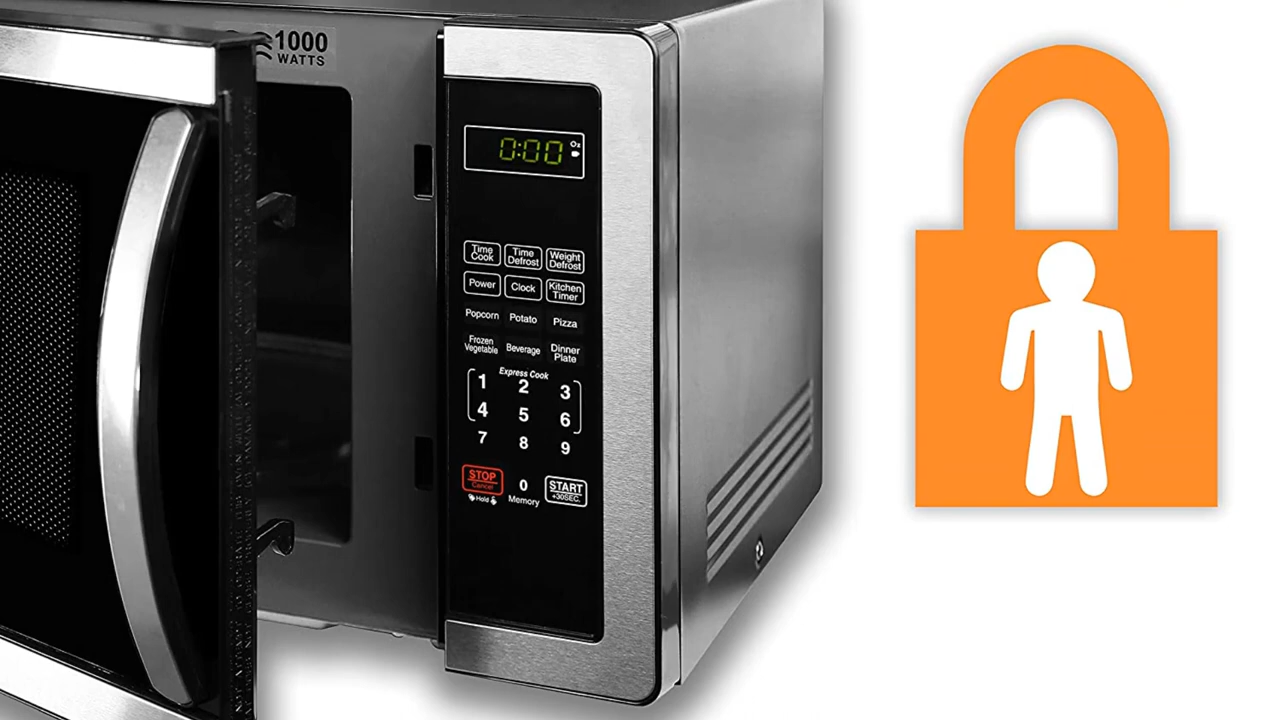 1000
WATTS
0:00
Oz
Time
Cook
Time
Defrost
Weight
Defrost
Power
Clock
Kitchen
Timer
Popcorn
Potato
Pizza
Frozen
Vegetable
Beverage
Dinner
Plate
Express Cook
1 2 3
4 5 6
7 8 9
STOP
Cancel
Hold
0
Memory
START
+30SEC.